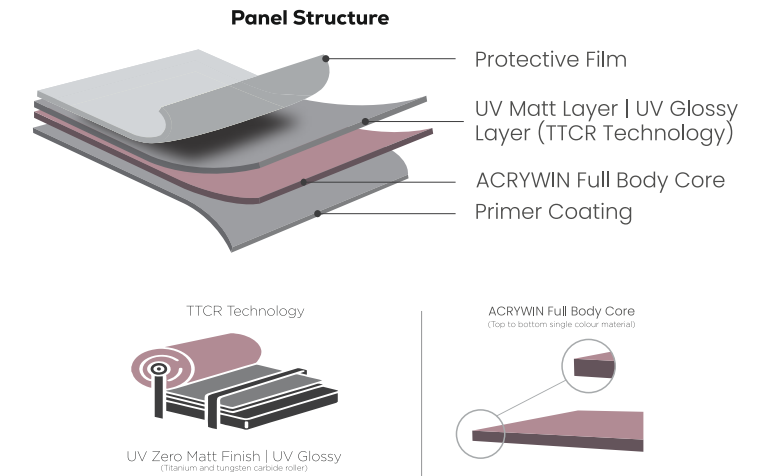 Panel Structure
Protective Film
UV Matt Layer | UV Glossy
Layer (TTCR Technology)
ACRYWIN Full Body Core
Primer Coating
TTCR Technology
UV Zero Matt Finish | UV Glossy
(Titanium and tungsten carbide roller)
ACRYWIN Full Body Core
(Top to bottom single colour material)